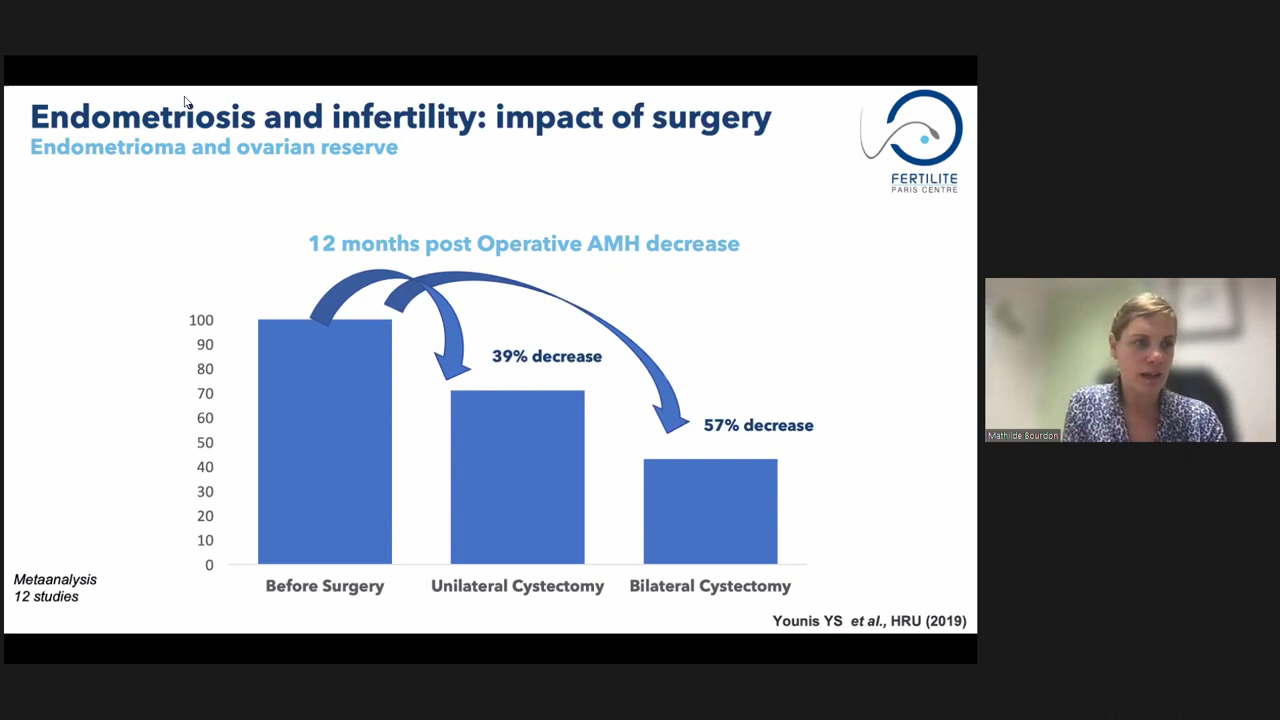 Endometriosis and infertility: impact of surgery
Endometrioma and ovarian reserve
FERTILITE
PARIS CENTRE
12 months post Operative AMH decrease
100
90
80
70
60
50
40
30
20
10
0
39% decrease
57% decrease
Before Surgery
Unilateral Cystectomy
Bilateral Cystectomy
Metaanalysis
12 studies
Younis YS et al., HRU (2019)
Mathilde Bourdon